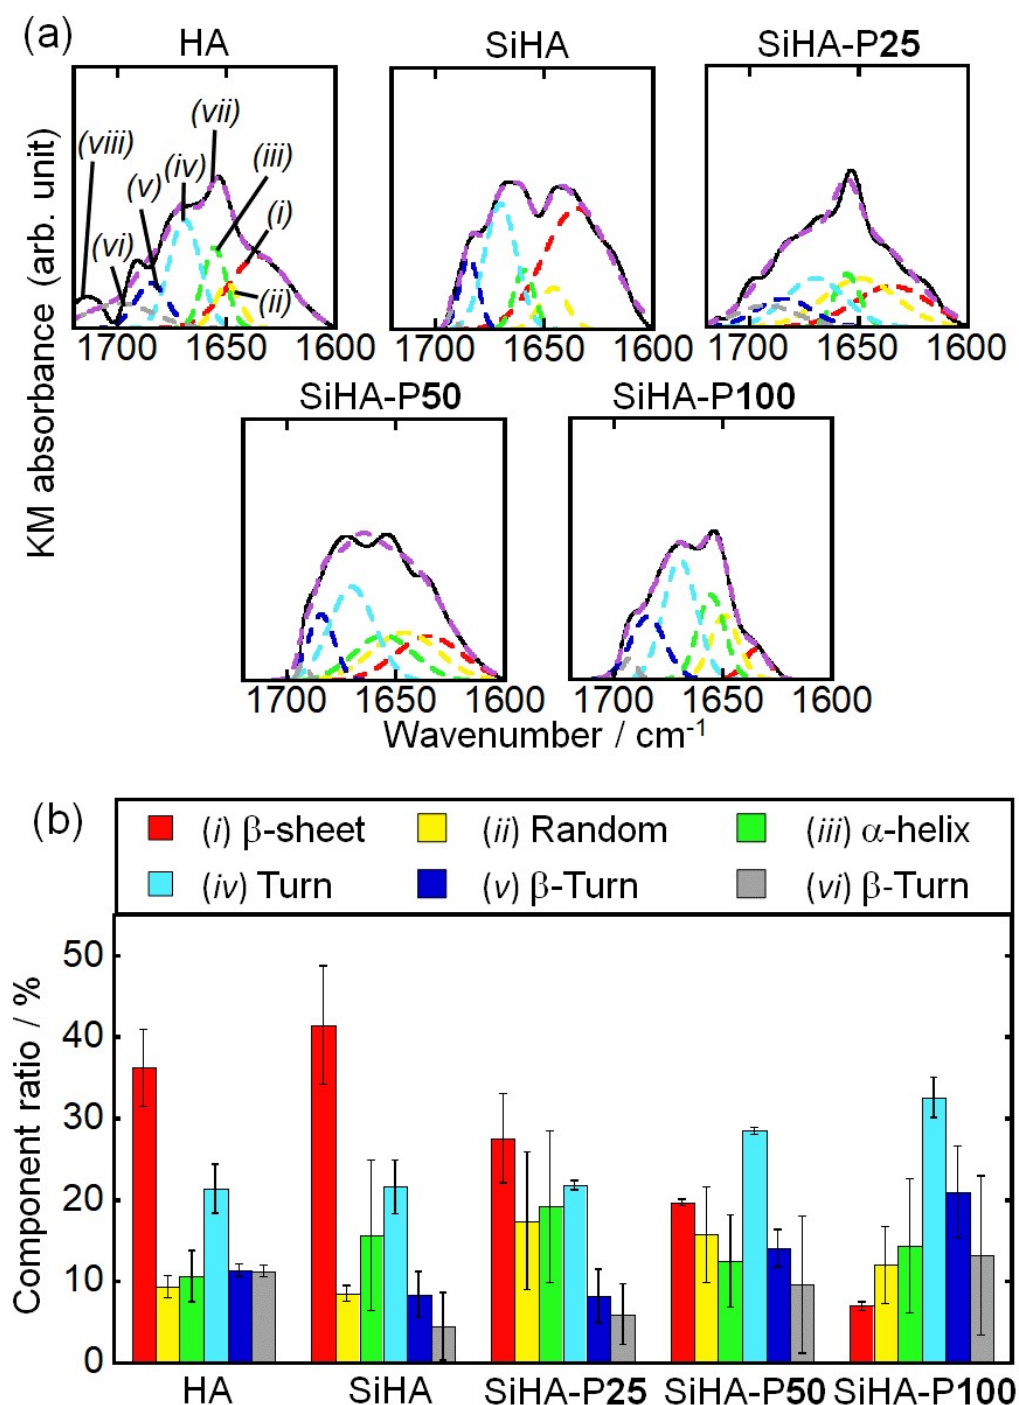 (a)
HA
SiHA
SiHA-P25
KM absorbance (arb. unit)
(viii)
(vii)
(vi)
(v)
(iv)
(iii)
(i)
(ii)
1700 1650 1600
1700 1650 1600
1700 1650 1600
SiHA-P50
SiHA-P100
1700 1650 1600
1700 1650 1600
Wavenumber / cm-1
(b)
(i) β-sheet
(ii) Random
(iii) α-helix
(iv) Turn
(v) β-Turn
(vi) β-Turn
Component ratio / %
50
40
30
20
10
0
HA
SiHA
SiHA-P25
SiHA-P50
SiHA-P100